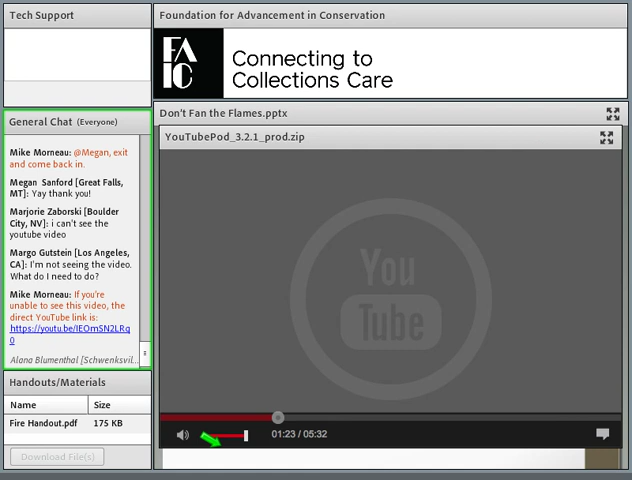 Tech Support
Foundation for Advancement in Conservation
FA
IC
Connecting to
Collections Care
General Chat (Everyone)
Mike Morneau: @Megan, exit
and come back in.
Megan Sanford [Great Falls,
MT]: Yay thank you!
Marjorie Zaborski [Boulder
City, NV]: i can't see the
youtube video
Margo Gutstein [Los Angeles,
CA]: I'm not seeing the video.
What do I need to do?
Mike Morneau: If you're
unable to see this video, the
direct YouTube link is:
https://youtu.be/IEOmSN2LRq
0
Alana Blumenthal [Schwenksvil...
Don't Fan the Flames.pptx
YouTubePod_3.2.1_prod.zip
You
Tube
01:23 / 05:32
Handouts/Materials
Name Size
Fire Handout.pdf 175 KB
Download File(s)